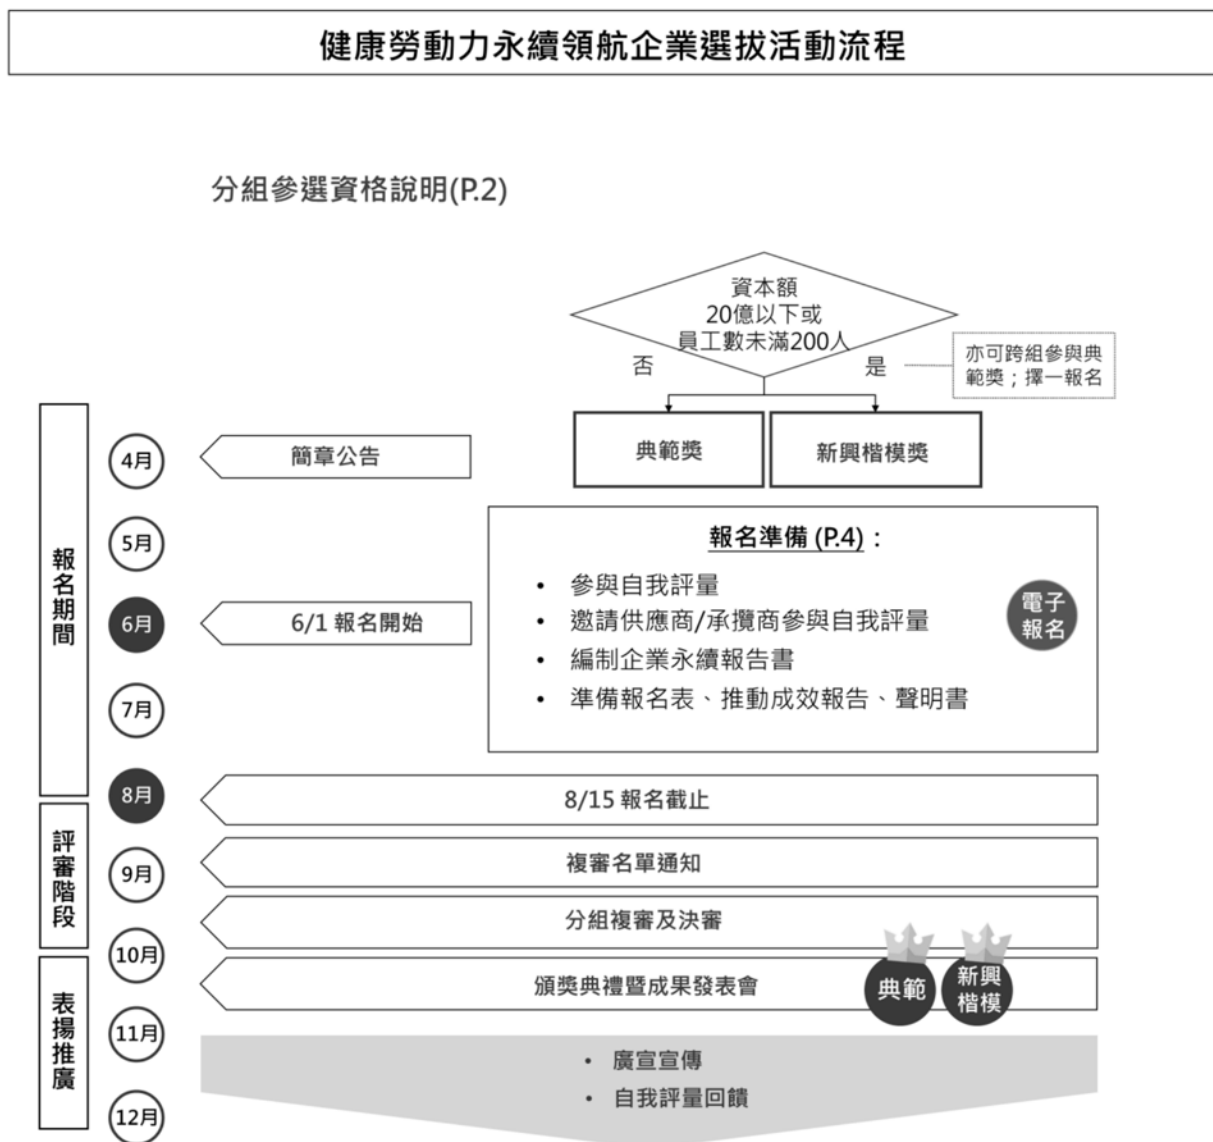 健康勞動力永續領航企業選拔活動流程
分組參選資格說明(P.2)
資本額
20億以下或
員工數未滿200人
否
是
亦可跨組參與典
範獎；擇一報名
典範獎
新興楷模獎
報名期間
4月
簡章公告
5月
6月
6/1 報名開始
7月
報名準備 (P.4)：
• 參與自我評量
• 邀請供應商/承攬商參與自我評量
• 編制企業永續報告書
• 準備報名表、推動成效報告、聲明書
電子
報名
8月
8/15 報名截止
評審階段
9月
複審名單通知
分組複審及決審
10月
頒獎典禮暨成果發表會
典範
新興
楷模
表揚推廣
11月
• 廣宣宣傳
• 自我評量回饋
12月